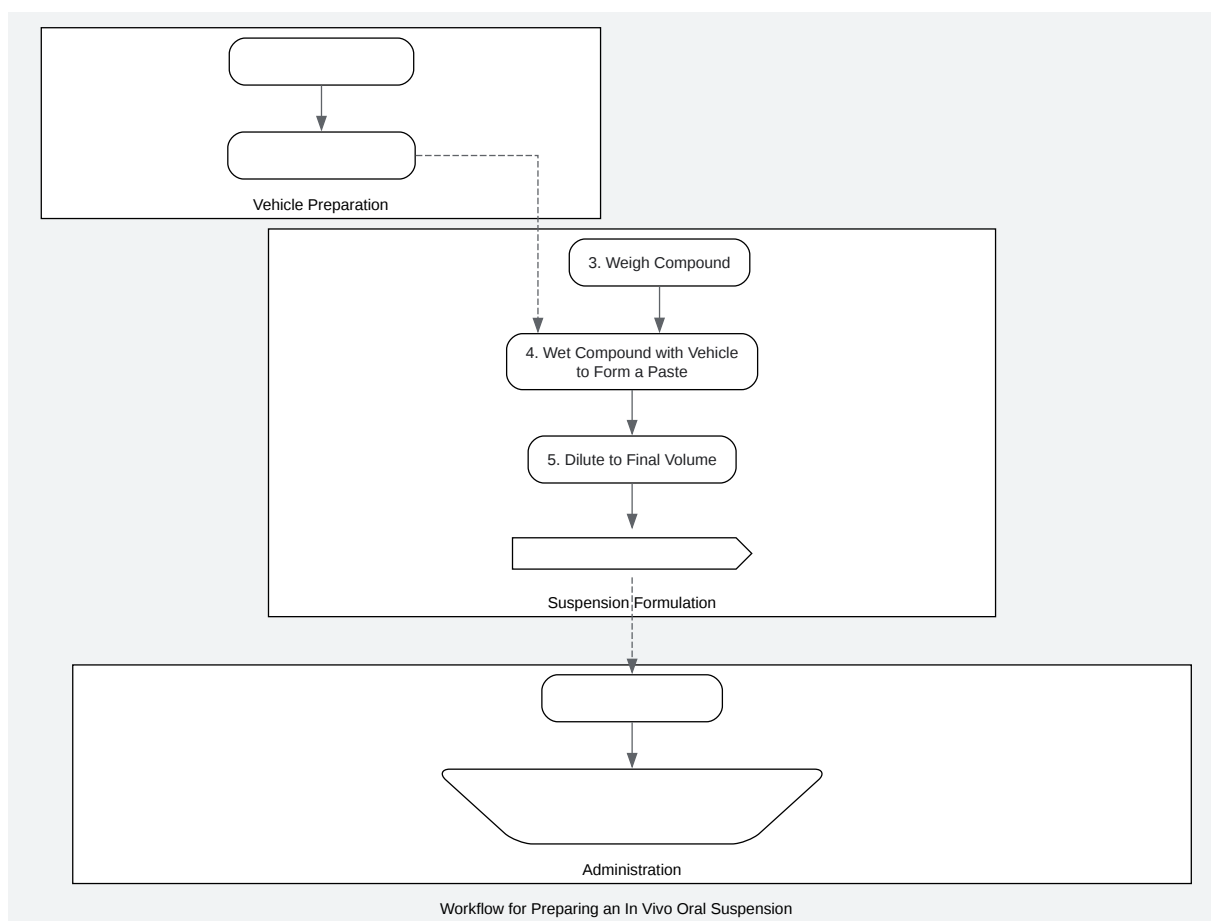 Vehicle Preparation
3. Weigh Compound
4. Wet Compound with Vehicle
to Form a Paste
5. Dilute to Final Volume
Suspension Formulation
Administration
Workflow for Preparing an In Vivo Oral Suspension